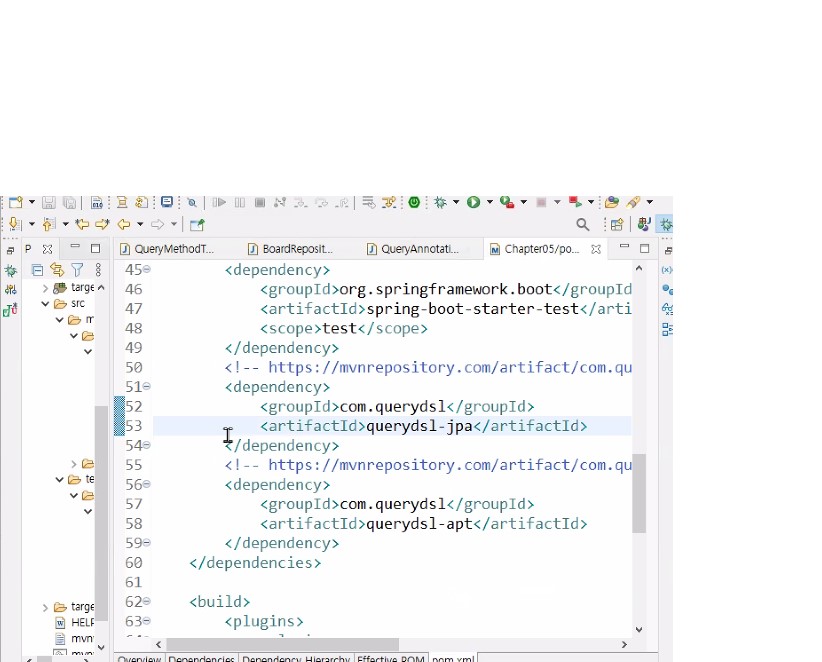 P
QueryMethodT...
BoardReposit...
QueryAnnotati...
Chapter05/po...
targe
src
m
te
targe
HELP
mvn
45 <dependency>
46 <groupId>org.springframework.boot</groupId
47 <artifactId>spring-boot-starter-test</arti
48 <scope>test</scope>
49 </dependency>
50 <!-- https://mvnrepository.com/artifact/com.qu
51 <dependency>
52 <groupId>com.querydsl</groupId>
53 <artifactId>querydsl-jpa</artifactId>
54 </dependency>
55 <!-- https://mvnrepository.com/artifact/com.qu
56 <dependency>
57 <groupId>com.querydsl</groupId>
58 <artifactId>querydsl-apt</artifactId>
59 </dependency>
60 </dependencies>
61
62 <build>
63 <plugins>
Overview Dependencies Dependency Hierarchy Effective POM pom.xml